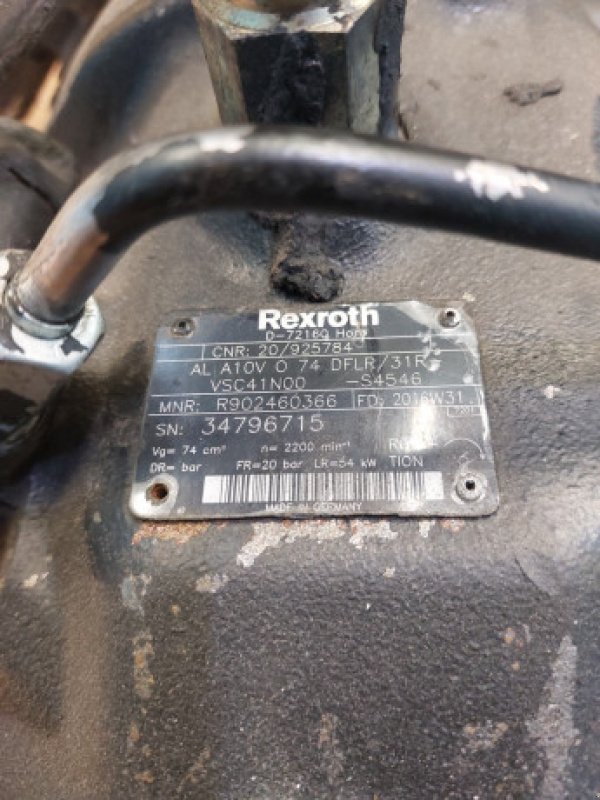 Rexroth
D-72160 Horb
CNR: 20/925784
AL A10V O 74 DFLR/31R
VSC41N00 -S4546
MNR: R902460366 FD: 2016W31
SN: 34796715
Vg= 74 cm³ n= 2200 min⁻¹
DR= bar FR=20 bar LR=54 kW TION
MADE IN GERMANY